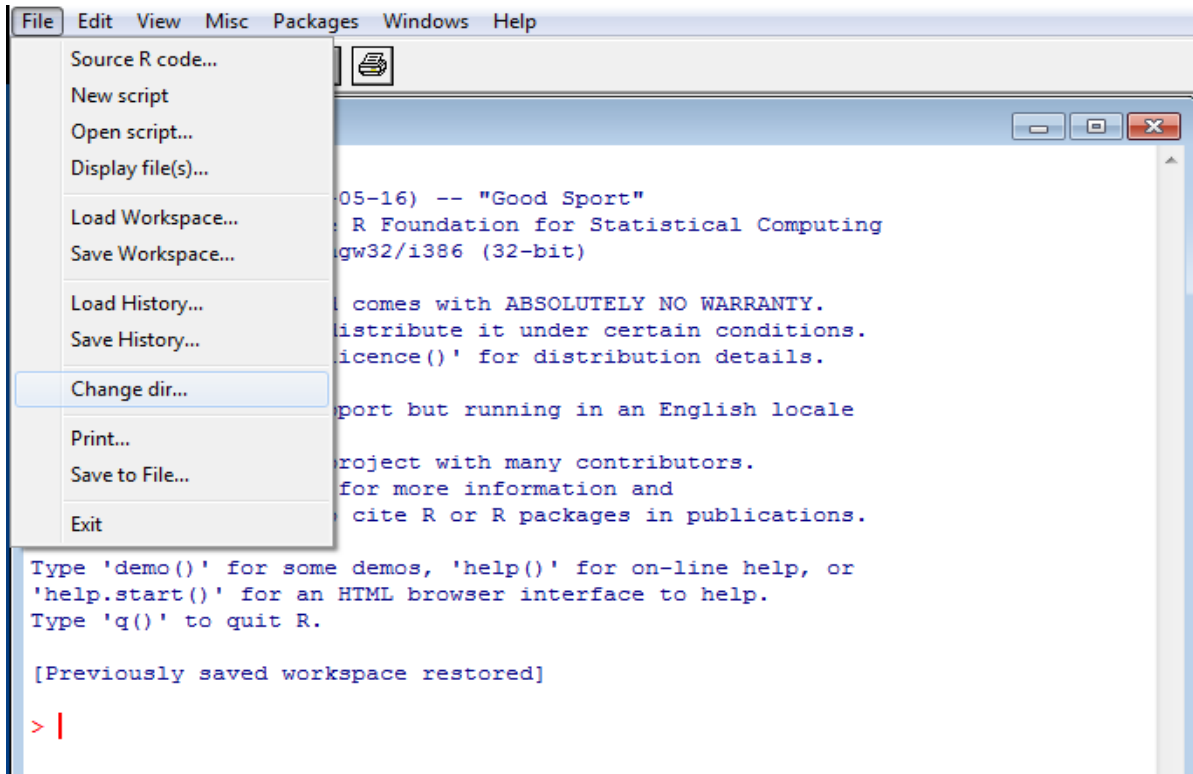 File Edit View Misc Packages Windows Help
Source R code...
New script
Open script...
Display file(s)...
Load Workspace...
Save Workspace...
Load History...
Save History...
Change dir...
Print...
Save to File...
Exit
05-16) -- "Good Sport"
R Foundation for Statistical Computing
gw32/i386 (32-bit)
comes with ABSOLUTELY NO WARRANTY.
distribute it under certain conditions.
icence()' for distribution details.
port but running in an English locale
project with many contributors.
for more information and
cite R or R packages in publications.
Type 'demo()' for some demos, 'help()' for on-line help, or
'help.start()' for an HTML browser interface to help.
Type 'q()' to quit R.
[Previously saved workspace restored]
>